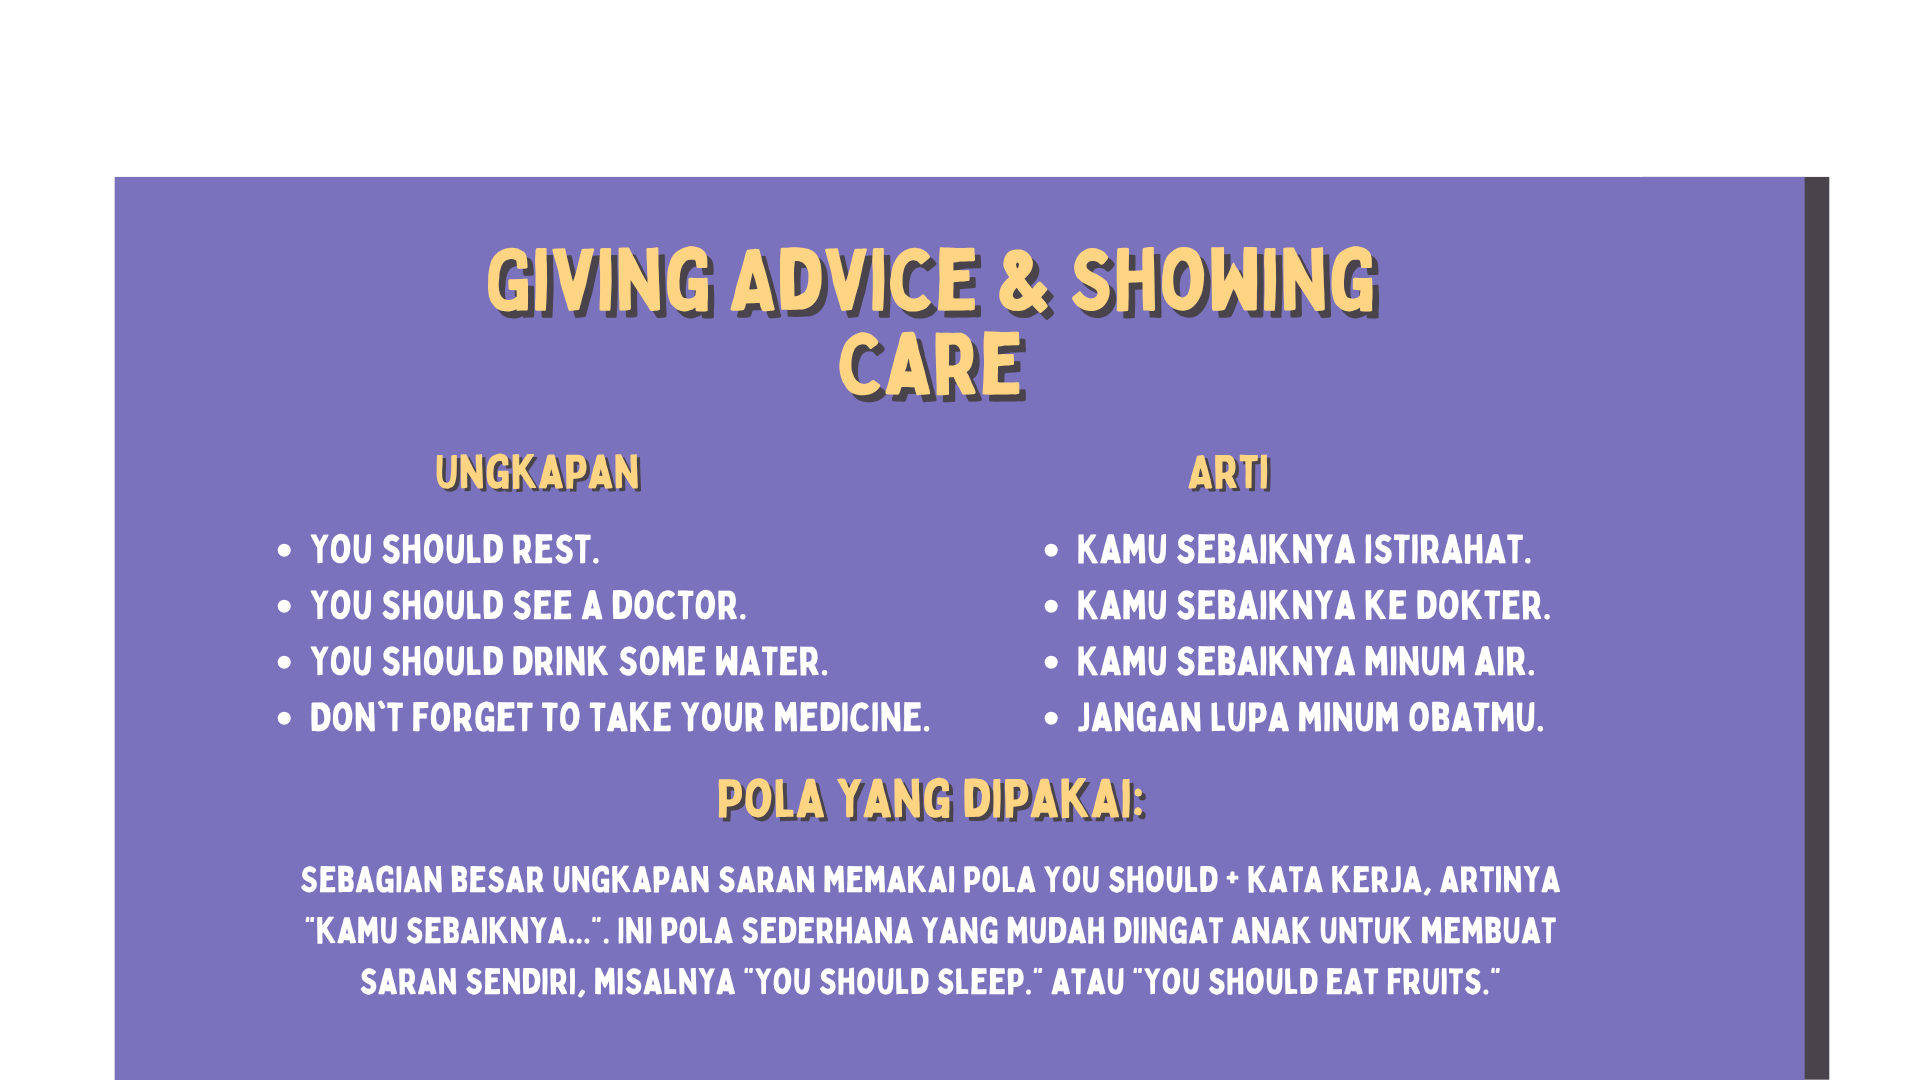 GIVING ADVICE & SHOWING
CARE
UNGKAPAN
YOU SHOULD REST.
YOU SHOULD SEE A DOCTOR.
YOU SHOULD DRINK SOME WATER.
DON'T FORGET TO TAKE YOUR MEDICINE.
ARTI
KAMU SEBAIKNYA ISTIRAHAT.
KAMU SEBAIKNYA KE DOKTER.
KAMU SEBAIKNYA MINUM AIR.
JANGAN LUPA MINUM OBATMU.
POLA YANG DIPAKAI:
SEBAGIAN BESAR UNGKAPAN SARAN MEMAKAI POLA YOU SHOULD + KATA KERJA, ARTINYA
"KAMU SEBAIKNYA...". INI POLA SEDERHANA YANG MUDAH DIINGAT ANAK UNTUK MEMBUAT
SARAN SENDIRI, MISALNYA "YOU SHOULD SLEEP." ATAU "YOU SHOULD EAT FRUITS."